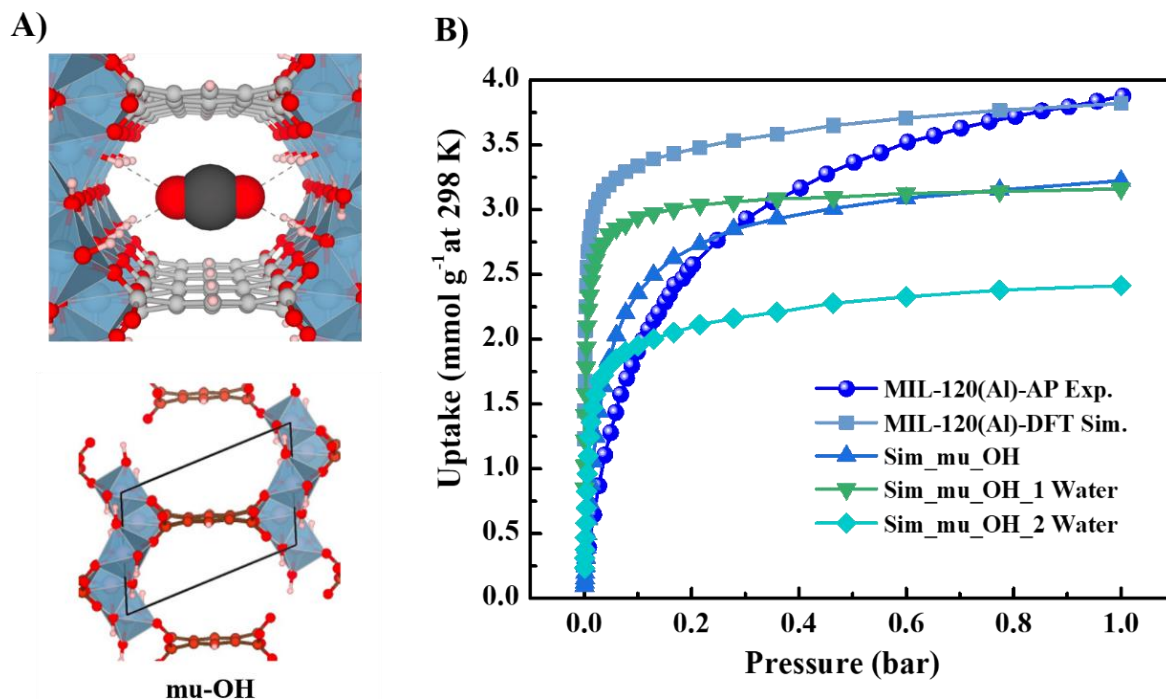 A)
mu-OH
B)
Uptake (mmol g⁻¹ at 298 K)
4.0
3.5
3.0
2.5
2.0
1.5
1.0
0.5
0.0
MIL-120(Al)-AP Exp.
MIL-120(Al)-DFT Sim.
Sim_mu_OH
Sim_mu_OH_1 Water
Sim_mu_OH_2 Water
0.0 0.2 0.4 0.6 0.8 1.0
Pressure (bar)